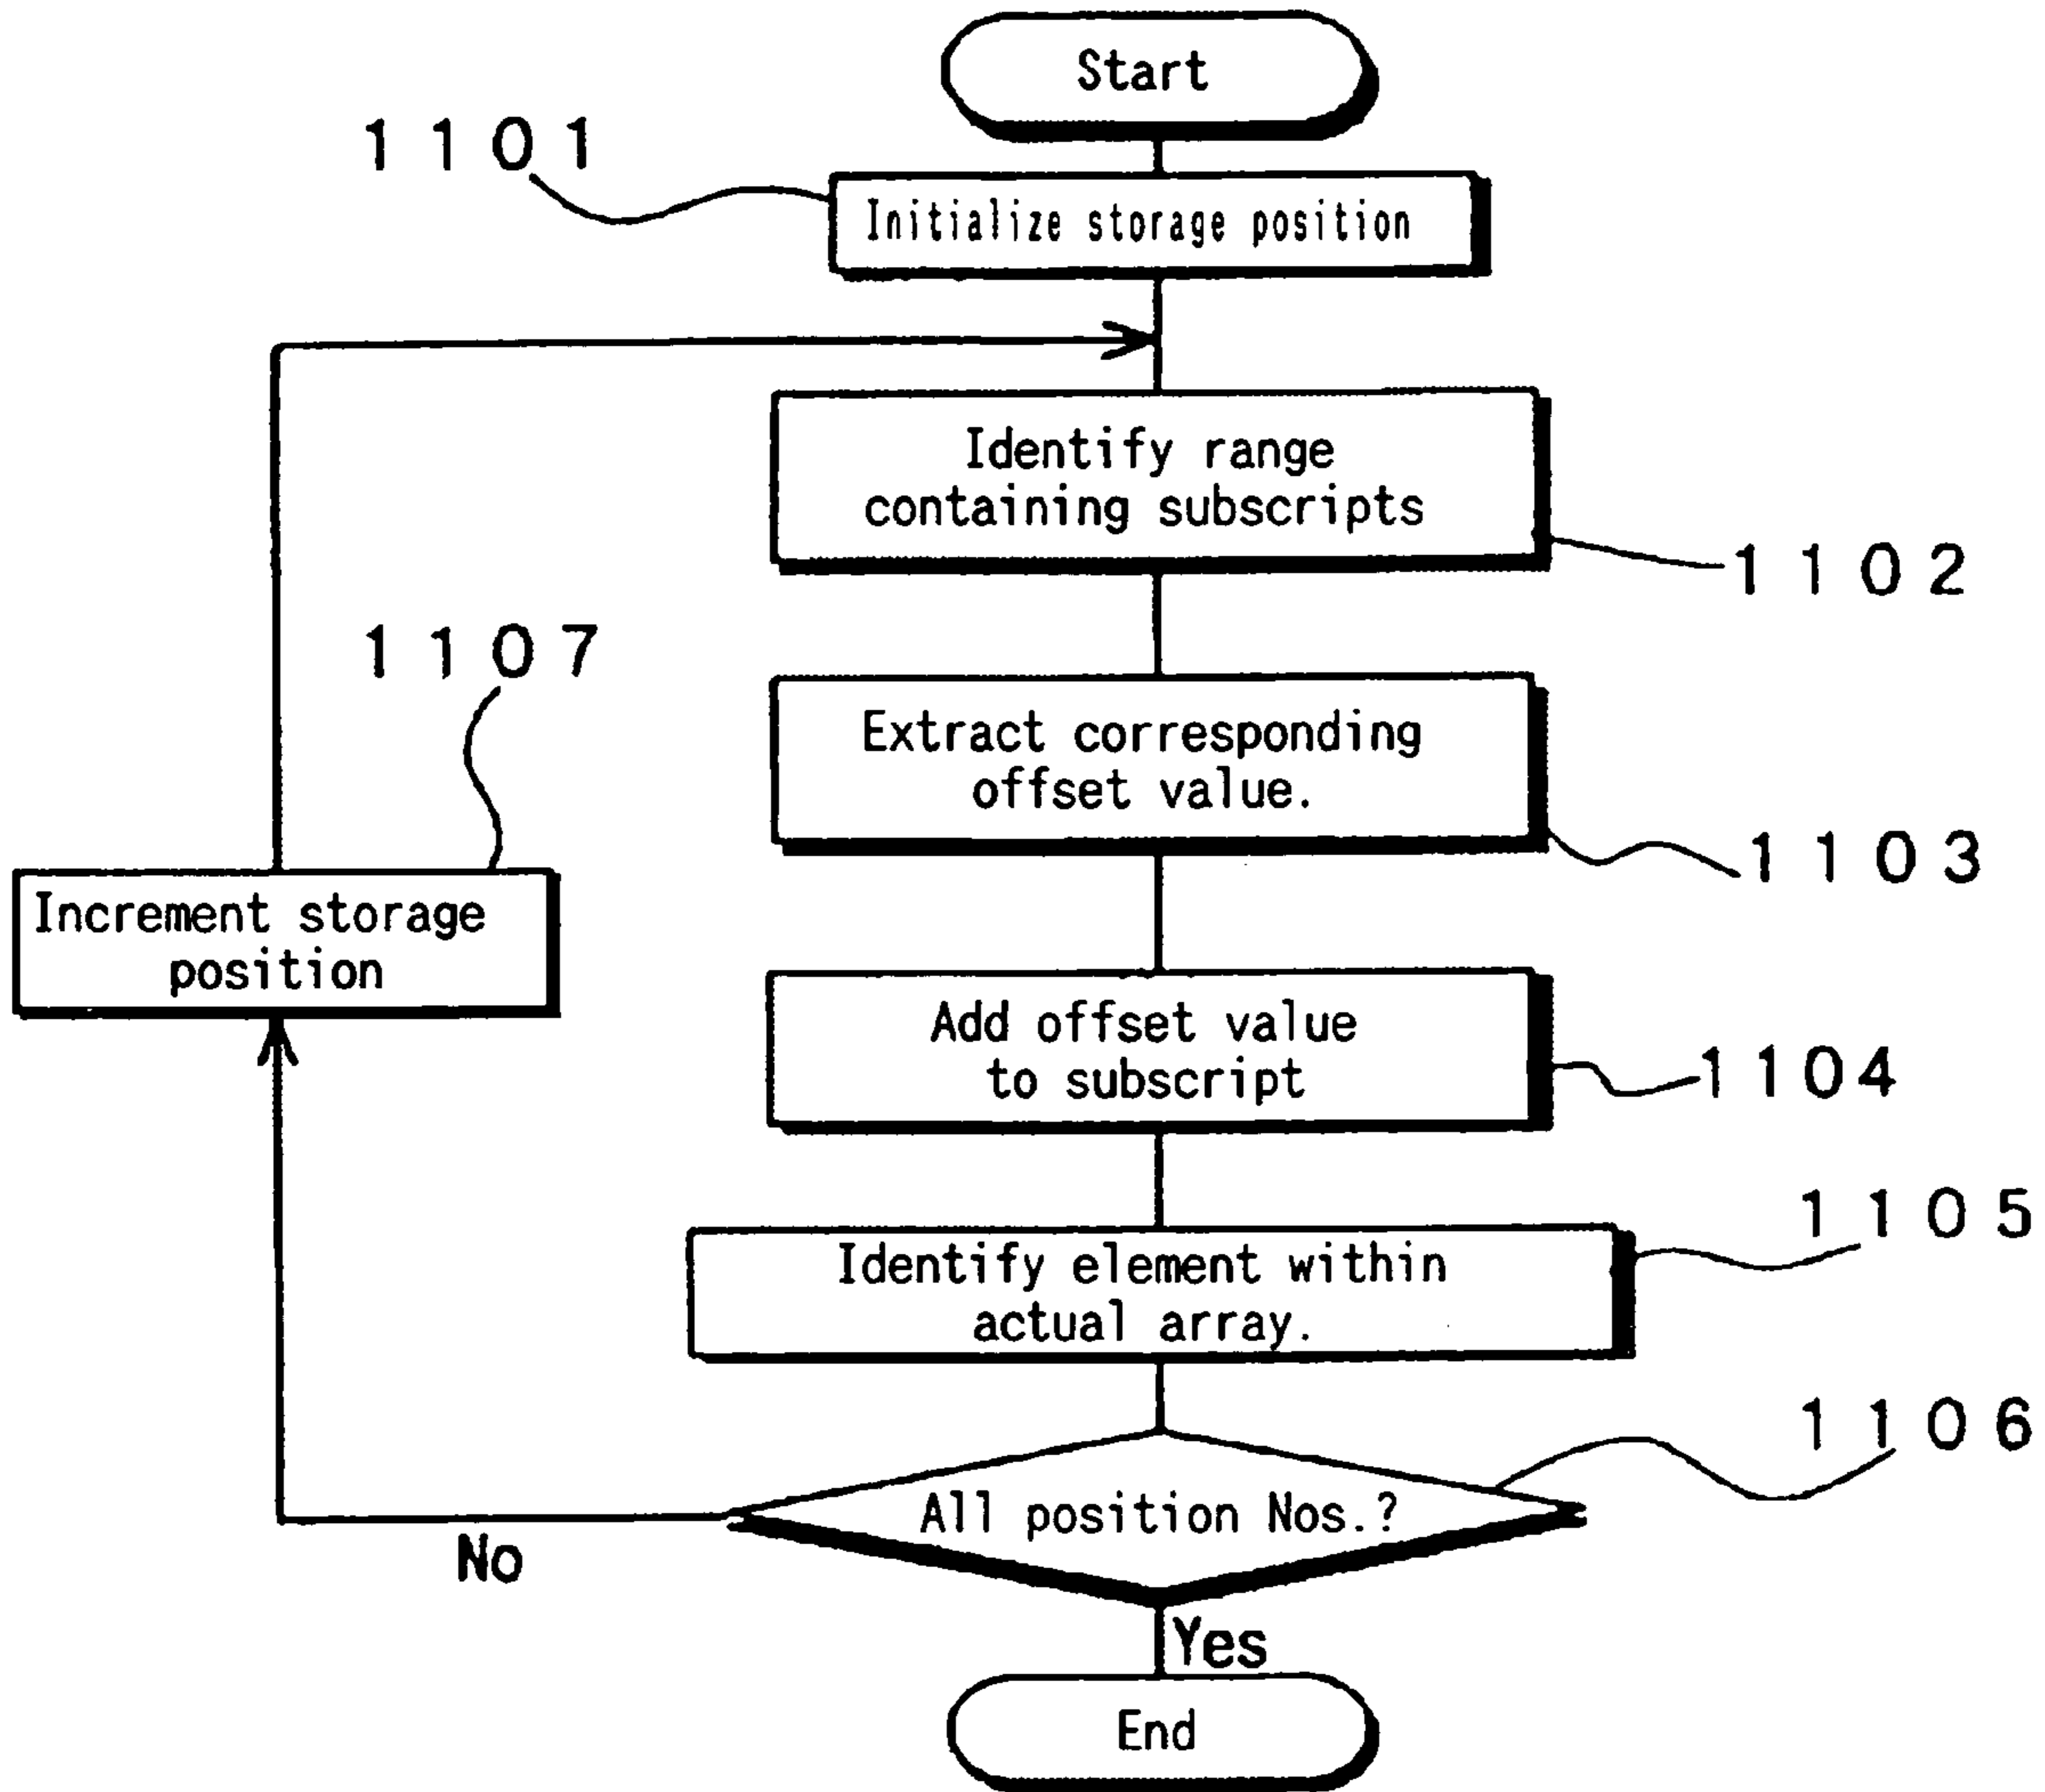 Start
1101
Initialize storage position
Identify range
containing subscripts
1102
1107
Extract corresponding
offset value.
1103
Increment storage
position
Add offset value
to subscript
1104
1105
Identify element within
actual array.
1106
All position Nos.?
No
Yes
End